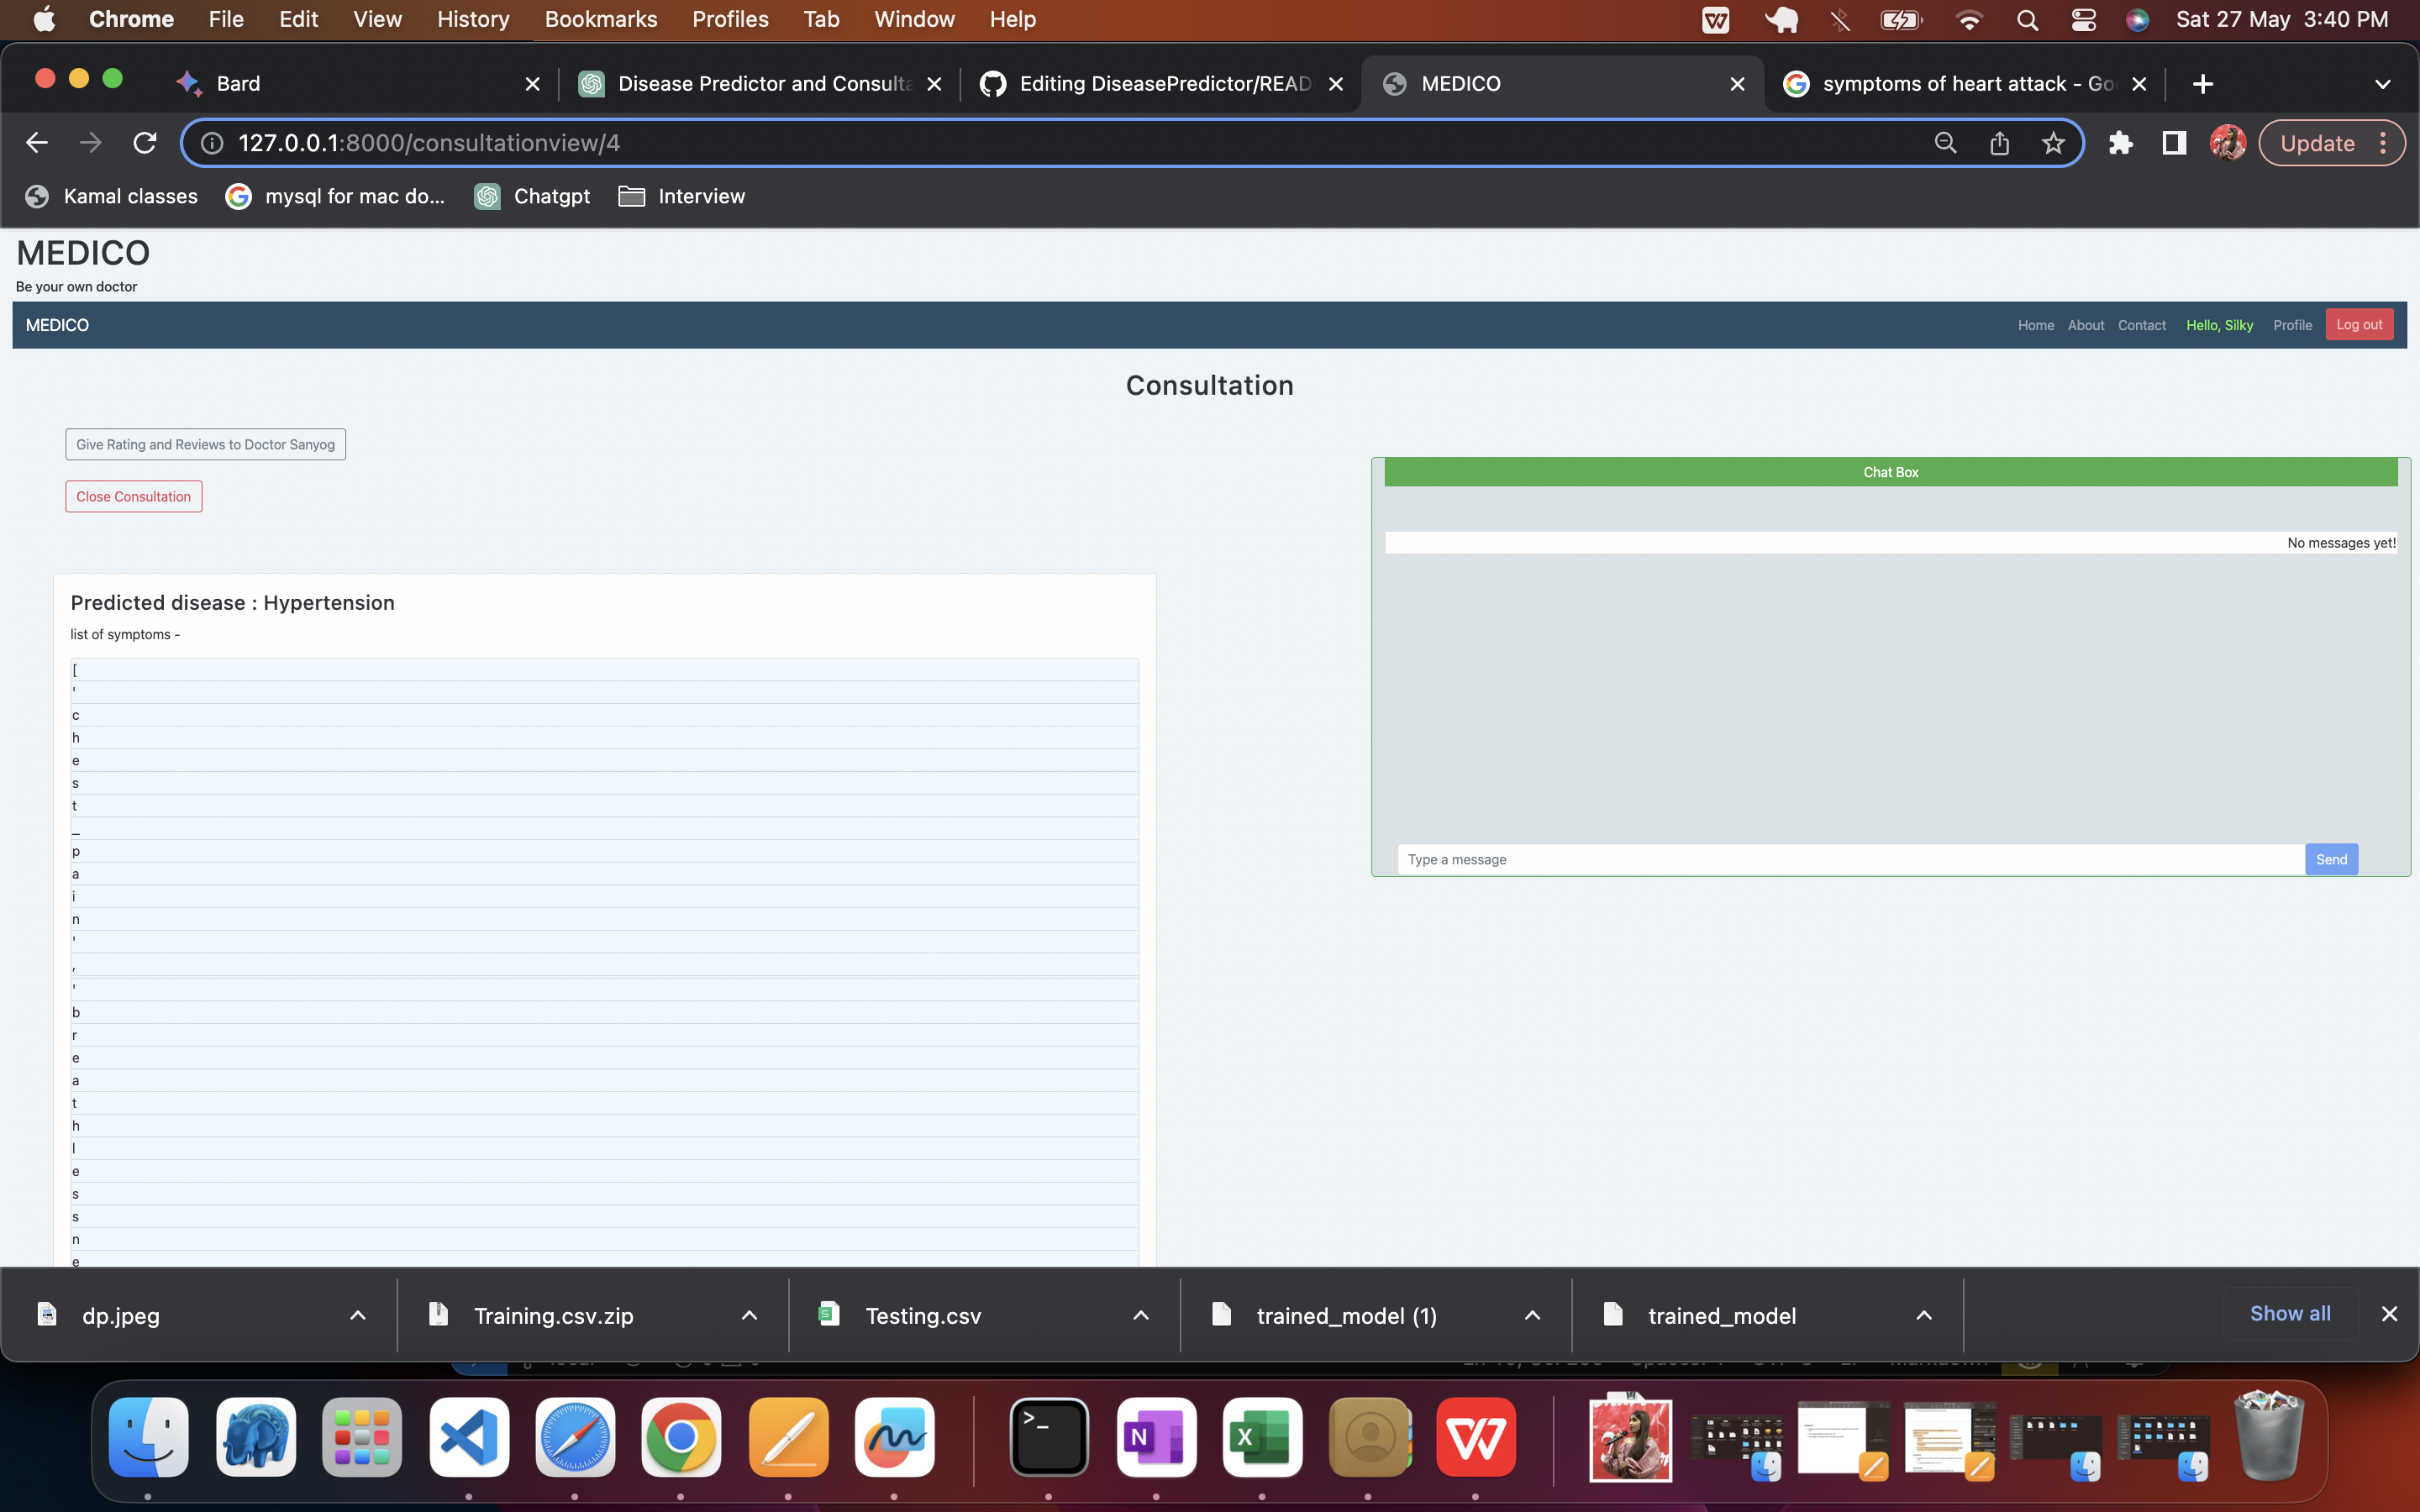 Chrome File Edit View History Bookmarks Profiles Tab Window Help Sat 27 May 3:40 PM
Bard
Disease Predictor and Consulta
Editing DiseasePredictor/READ
MEDICO
symptoms of heart attack - Go
127.0.0.1:8000/consultationview/4
Update
Kamal classes
mysql for mac do...
Chatgpt
Interview
MEDICO
Be your own doctor
MEDICO
Home About Contact Hello, Silky Profile Log out
Consultation
Give Rating and Reviews to Doctor Sanyog
Close Consultation
Chat Box
No messages yet!
Type a message
Send
Predicted disease : Hypertension
list of symptoms -
[
'
c
h
e
s
t
_
p
a
i
n
'
,
'
b
r
e
a
t
h
l
e
s
s
n
e
dp.jpeg
Training.csv.zip
Testing.csv
trained_model (1)
trained_model
Show all